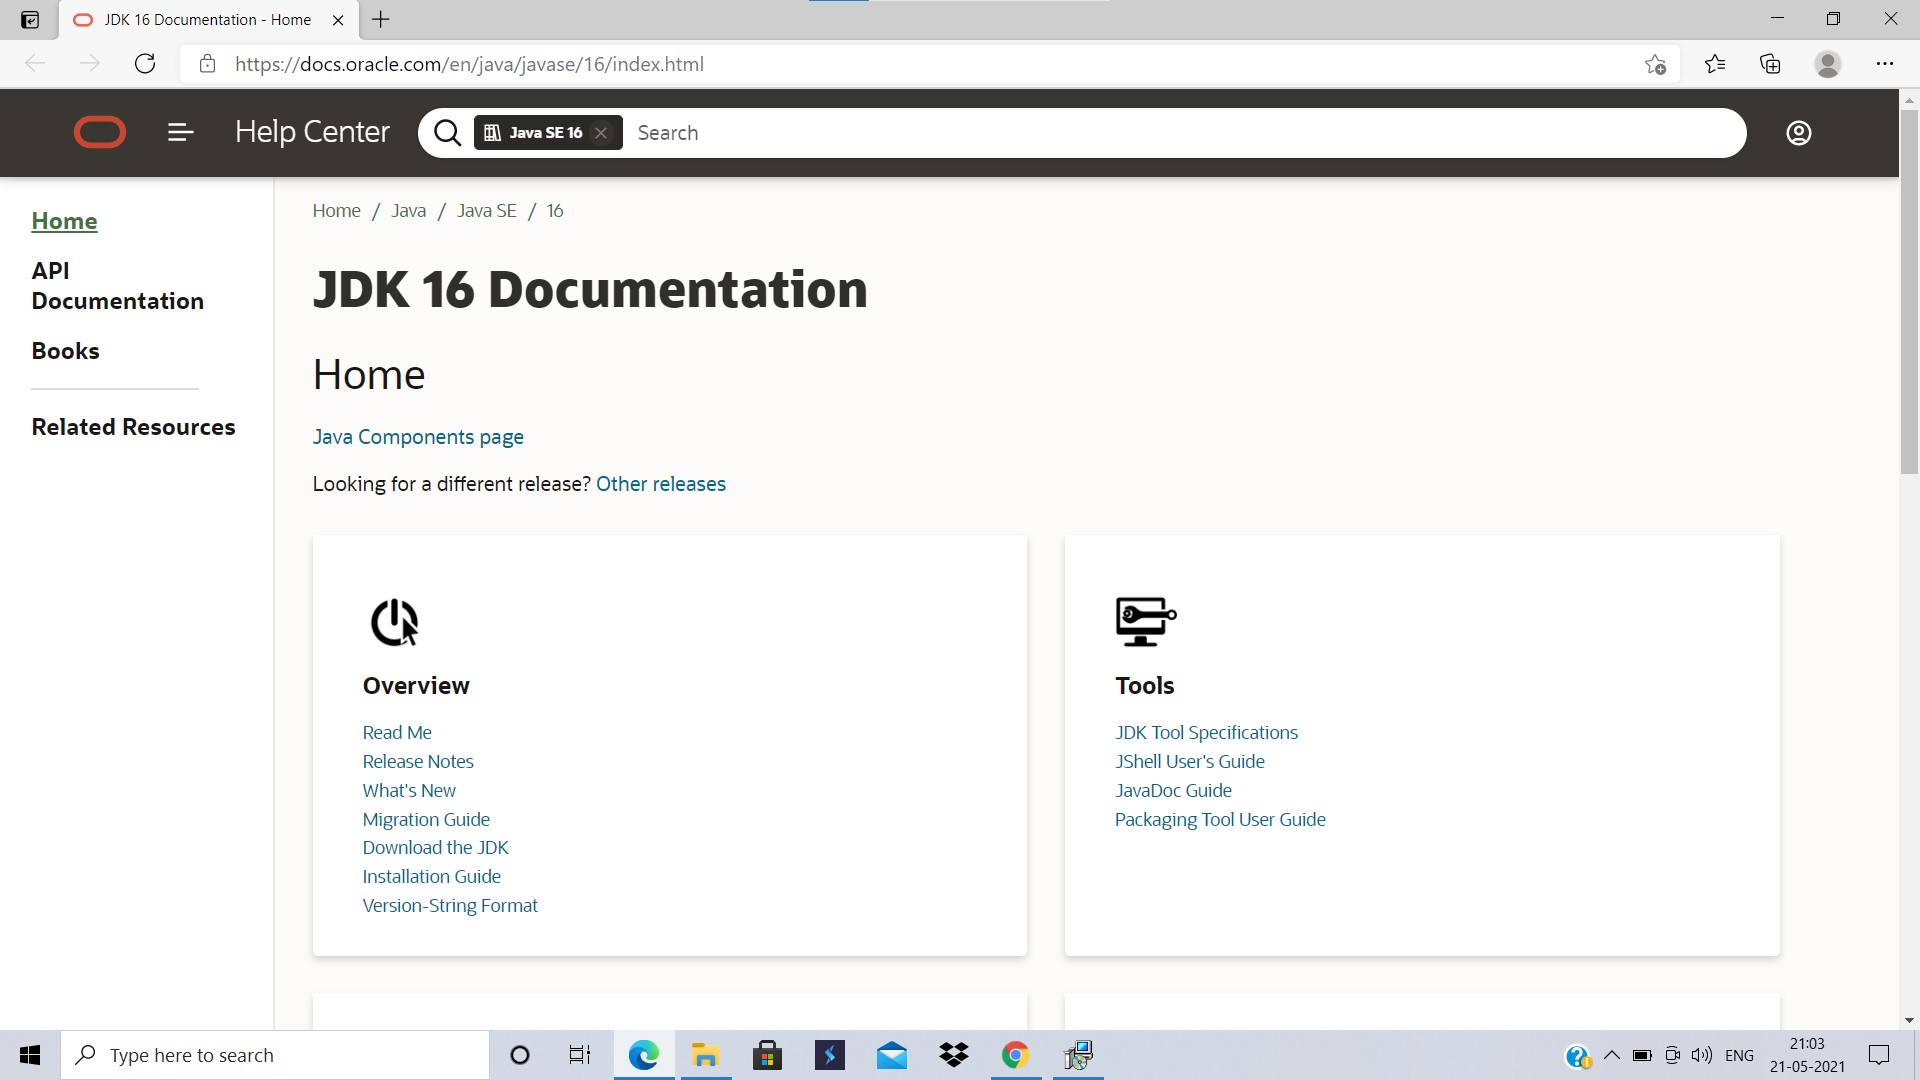 JDK 16 Documentation - Home
https://docs.oracle.com/en/java/javase/16/index.html
Help Center
Java SE 16
Search
Home
API
Documentation
Books
Related Resources
Home / Java / Java SE / 16
JDK 16 Documentation
Home
Java Components page
Looking for a different release? Other releases
Overview
Read Me
Release Notes
What's New
Migration Guide
Download the JDK
Installation Guide
Version-String Format
Tools
JDK Tool Specifications
JShell User's Guide
JavaDoc Guide
Packaging Tool User Guide
Type here to search
ENG
21:03
21-05-2021